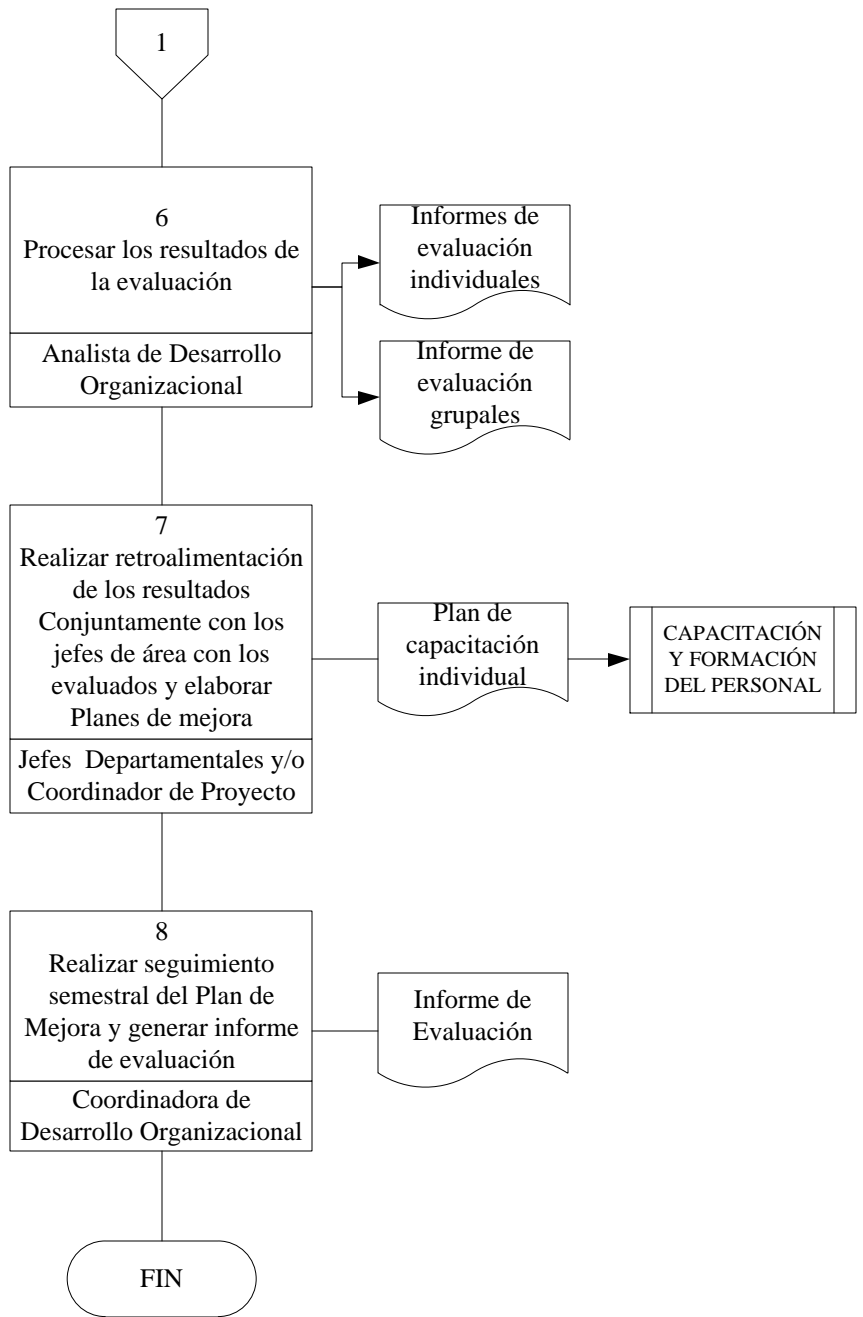 1
6
Procesar los resultados de
la evaluación
Analista de Desarrollo
Organizacional
Informes de
evaluación
individuales
Informe de
evaluación
grupales
7
Realizar retroalimentación
de los resultados
Conjuntamente con los
jefes de área con los
evaluados y elaborar
Planes de mejora
Jefes Departamentales y/o
Coordinador de Proyecto
Plan de
capacitación
individual
CAPACITACIÓN
Y FORMACIÓN
DEL PERSONAL
8
Realizar seguimiento
semestral del Plan de
Mejora y generar informe
de evaluación
Coordinadora de
Desarrollo Organizacional
Informe de
Evaluación
FIN